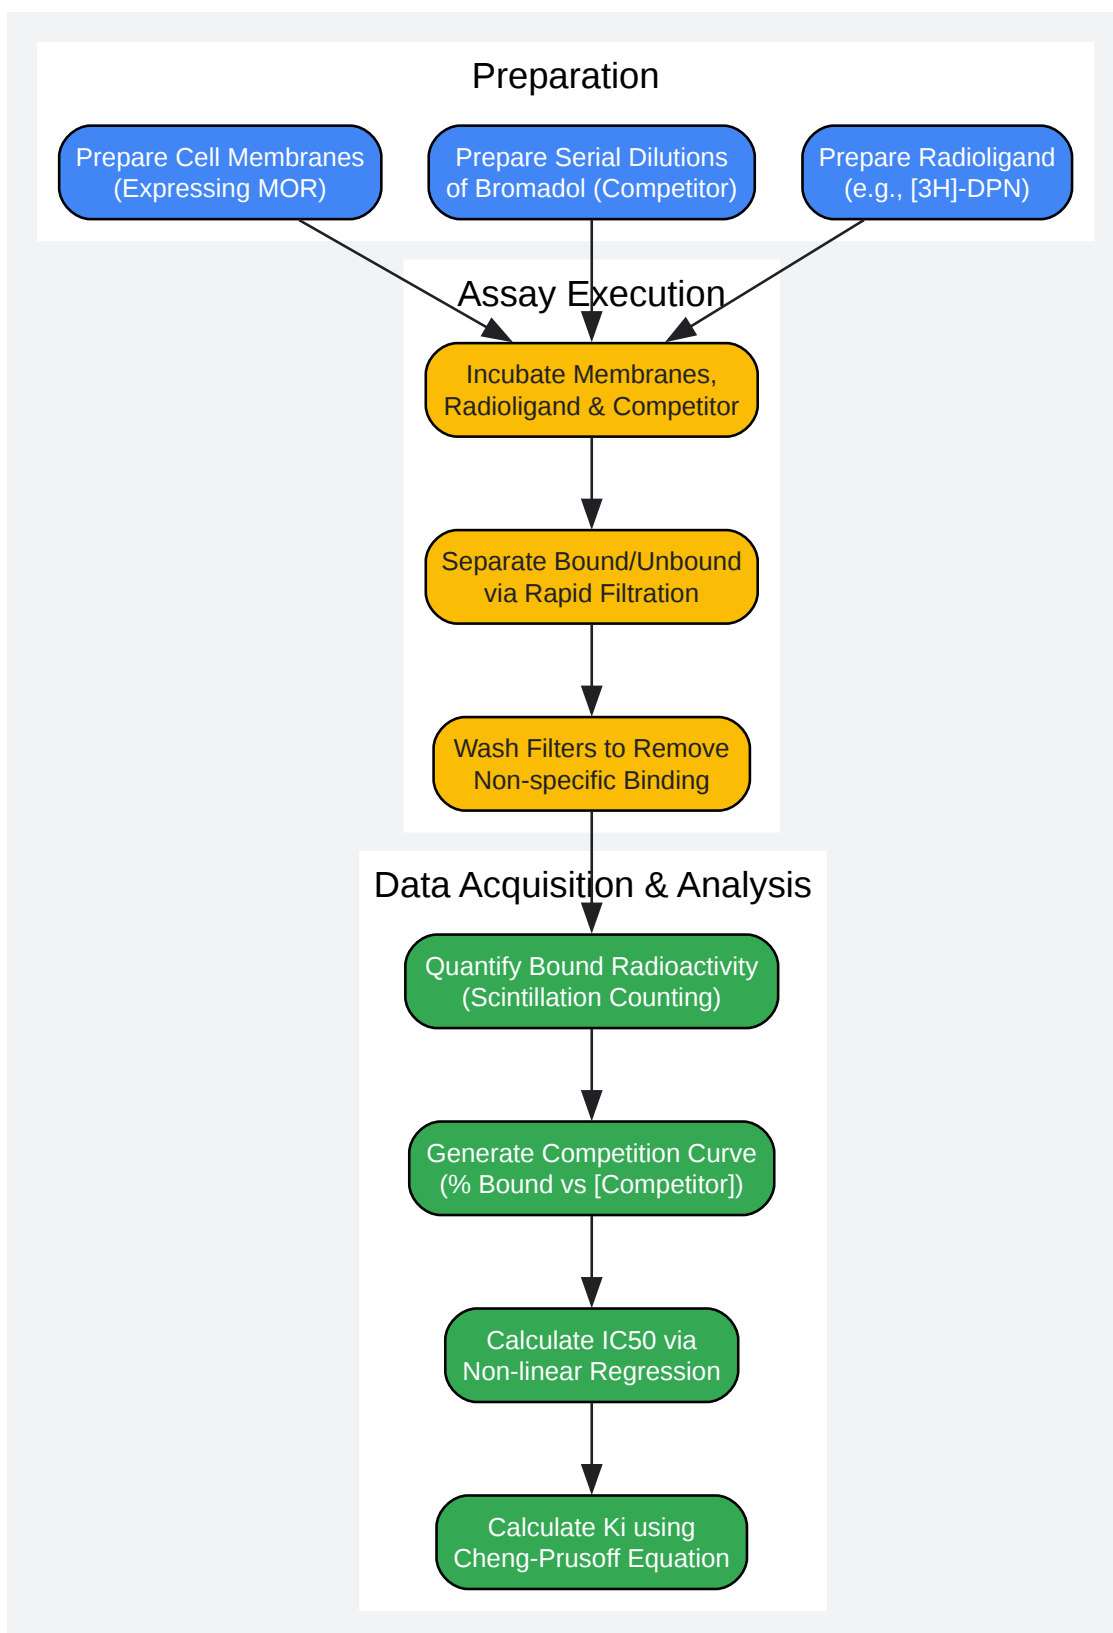 Preparation
Prepare Cell Membranes
(Expressing MOR)
Prepare Serial Dilutions
of Bromadol (Competitor)
Prepare Radioligand
(e.g., [3H]-DPN)
Assay Execution
Incubate Membranes,
Radioligand & Competitor
Separate Bound/Unbound
via Rapid Filtration
Wash Filters to Remove
Non-specific Binding
Data Acquisition & Analysis
Quantify Bound Radioactivity
(Scintillation Counting)
Generate Competition Curve
(% Bound vs [Competitor])
Calculate IC50 via
Non-linear Regression
Calculate Ki using
Cheng-Prusoff Equation